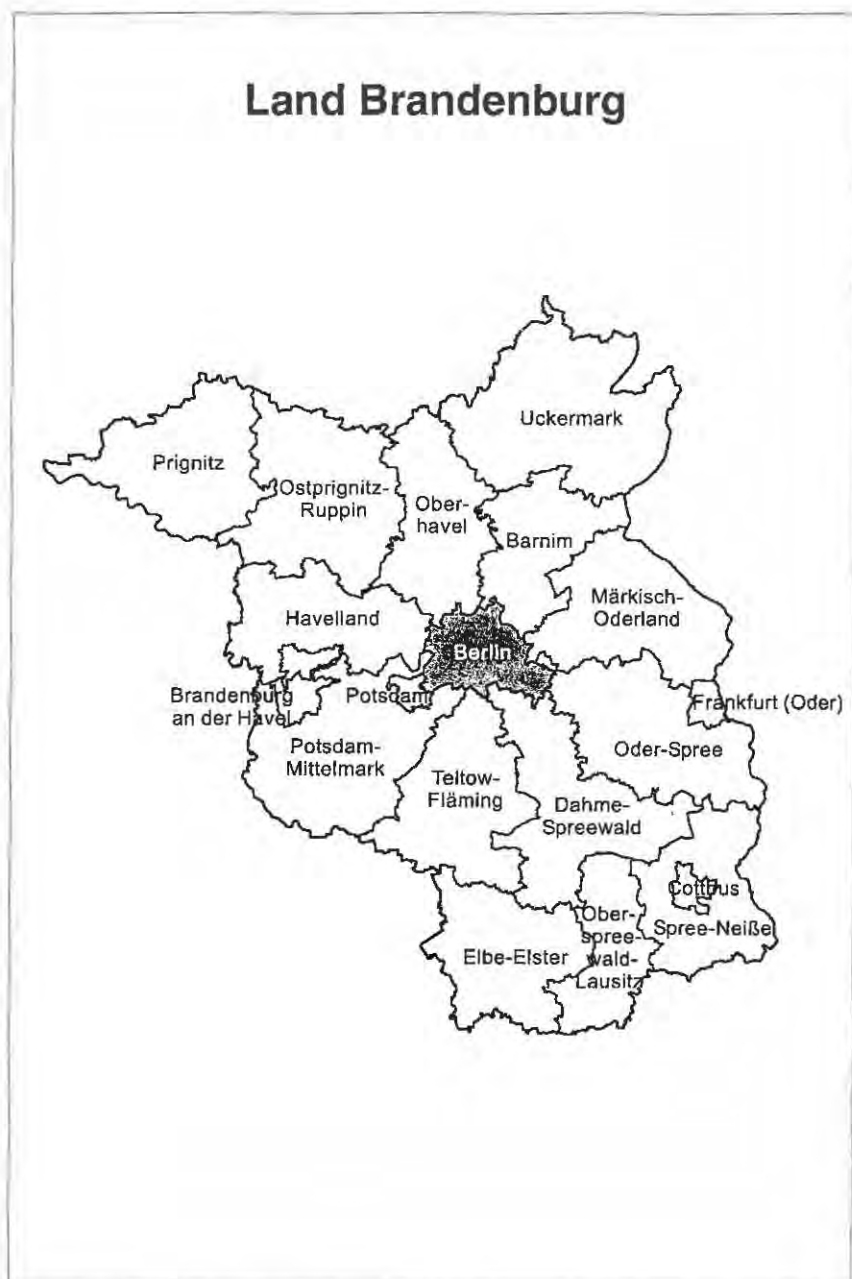 Land Brandenburg
Uckermark
Prignitz
Ostprignitz-
Ruppin
Ober-
havel
Barnim
Märkisch-
Oderland
Havelland
Berlin
Brandenburg
an der Havel
Potsdam
Frankfurt (Oder)
Potsdam-
Mittelmark
Oder-Spree
Teltow-
Fläming
Dahme-
Spreewald
Cottbus
Ober-
spree-
wald-
Lausitz
Spree-Neiße
Elbe-Elster